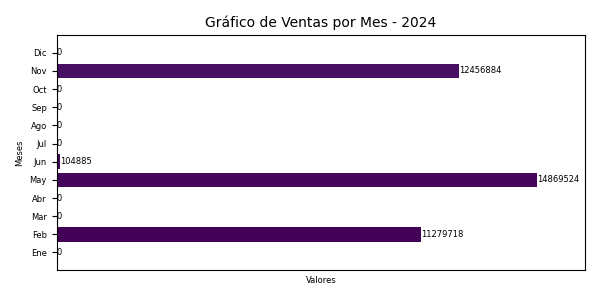 Gráfico de Ventas por Mes - 2024
Meses
Dic 0
Nov 12456884
Oct 0
Sep 0
Ago 0
Jul 0
Jun 104885
May 14869524
Abr 0
Mar 0
Feb 11279718
Ene 0
Valores